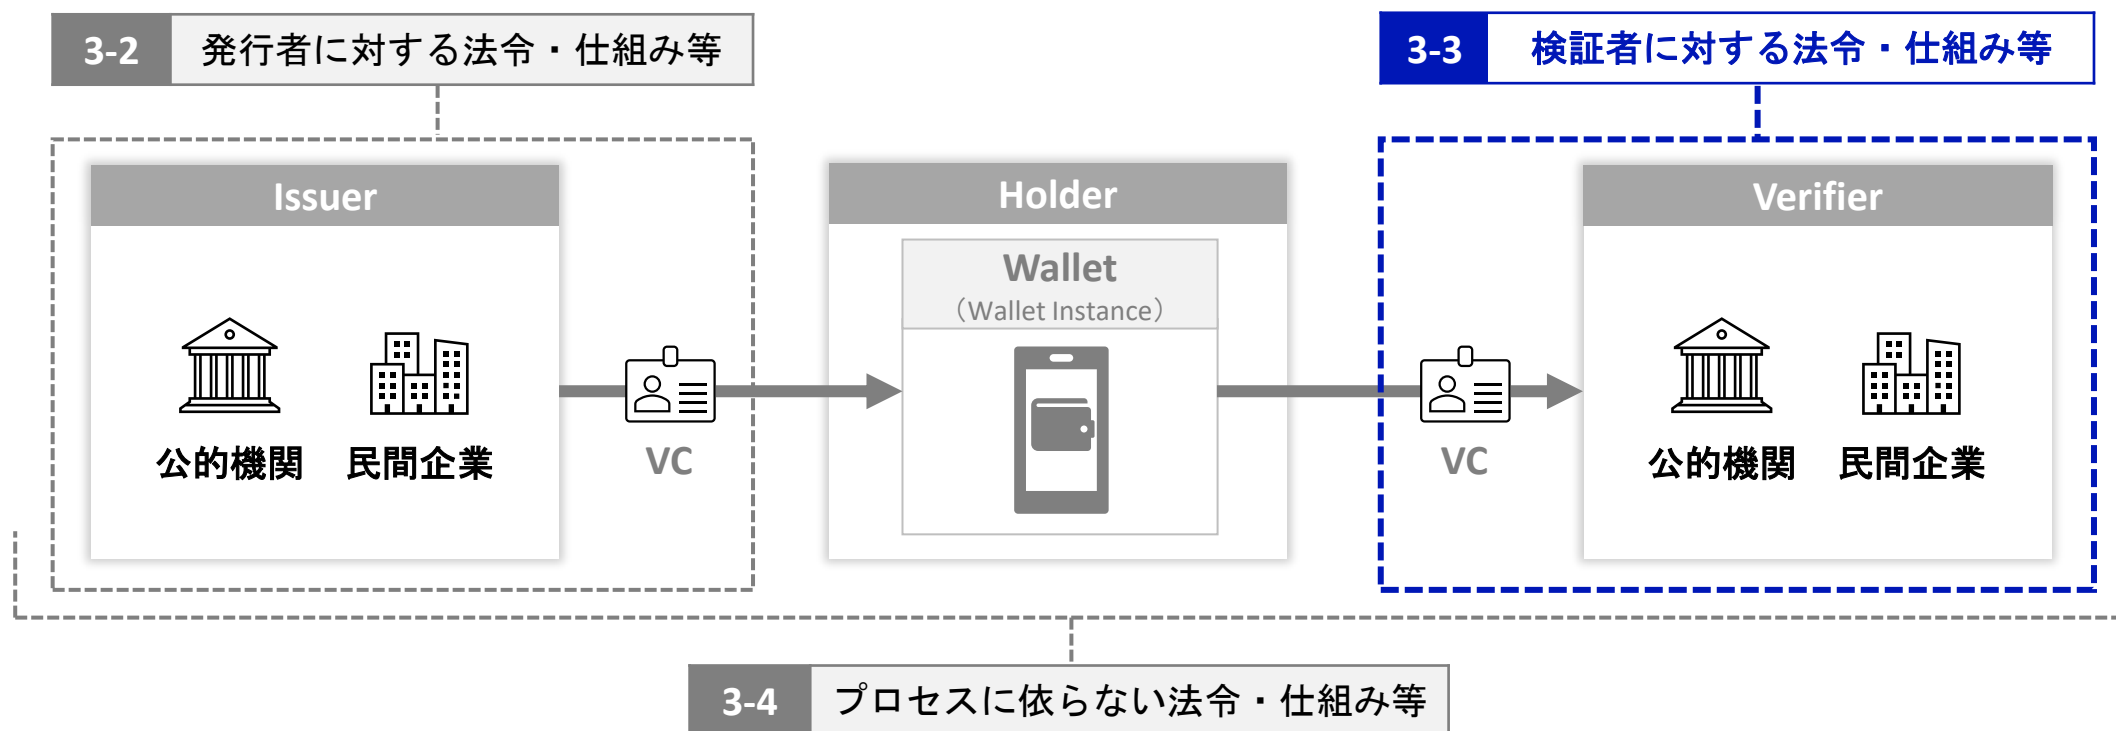 3-2 発行者に対する法令・仕組み等
3-3 検証者に対する法令・仕組み等
Issuer
Holder
Verifier
Wallet
（Wallet Instance）
公的機関 民間企業
VC
VC
公的機関 民間企業
3-4 プロセスに依らない法令・仕組み等